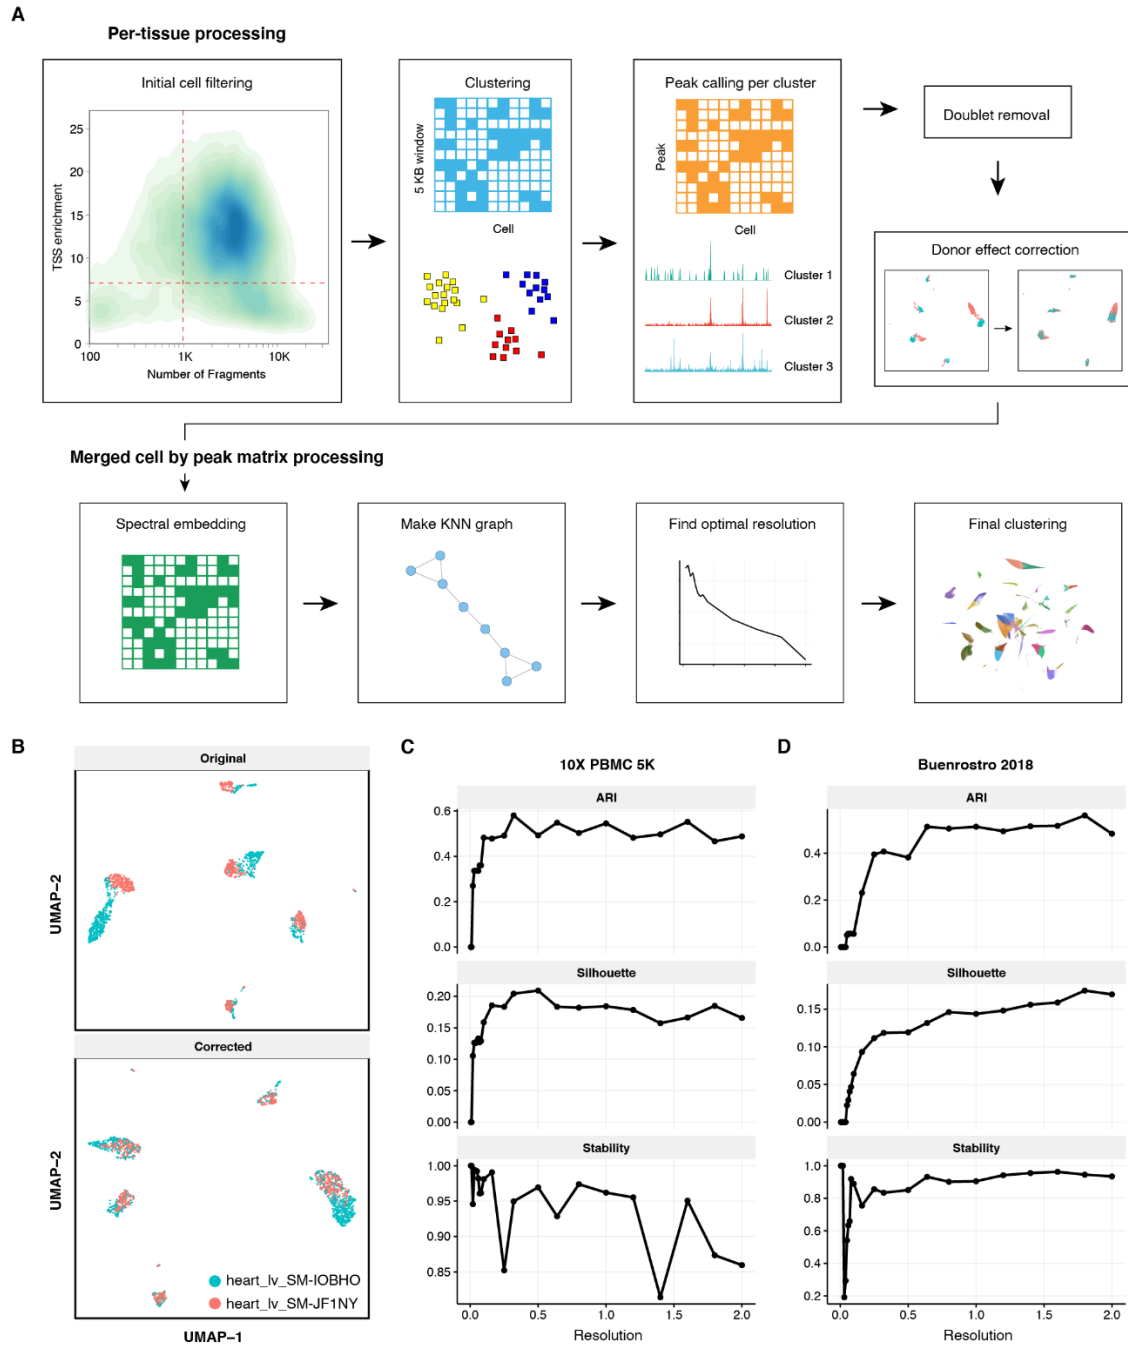 A
Per-tissue processing
Initial cell filtering
25
20
15
10
5
0
TSS enrichment
100
1K
10K
Number of Fragments
Clustering
5 KB window
Cell
Peak calling per cluster
Peak
Cell
Cluster 1
Cluster 2
Cluster 3
Doublet removal
Donor effect correction
Merged cell by peak matrix processing
Spectral embedding
Make KNN graph
Find optimal resolution
Final clustering
B
Original
UMAP-2
Corrected
UMAP-2
heart_lv_SM-IOBHO
heart_lv_SM-JF1NY
UMAP-1
C
10X PBMC 5K
ARI
0.6
0.4
0.2
0.0
Silhouette
0.20
0.15
0.10
0.05
0.00
Stability
1.00
0.95
0.90
0.85
0.0 0.5 1.0 1.5 2.0
Resolution
D
Buenrostro 2018
ARI
0.4
0.2
0.0
Silhouette
0.15
0.10
0.05
0.00
Stability
1.0
0.8
0.6
0.4
0.2
0.0 0.5 1.0 1.5 2.0
Resolution